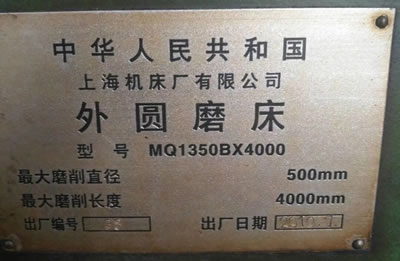 中华人民共和国
上海机床厂有限公司
外圆磨床
型号 MQ1350BX4000
最大磨削直径 500mm
最大磨削长度 4000mm
出厂编号 出厂日期